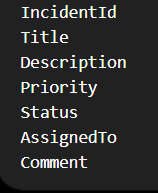 IncidentId
Title
Description
Priority
Status
AssignedTo
Comment